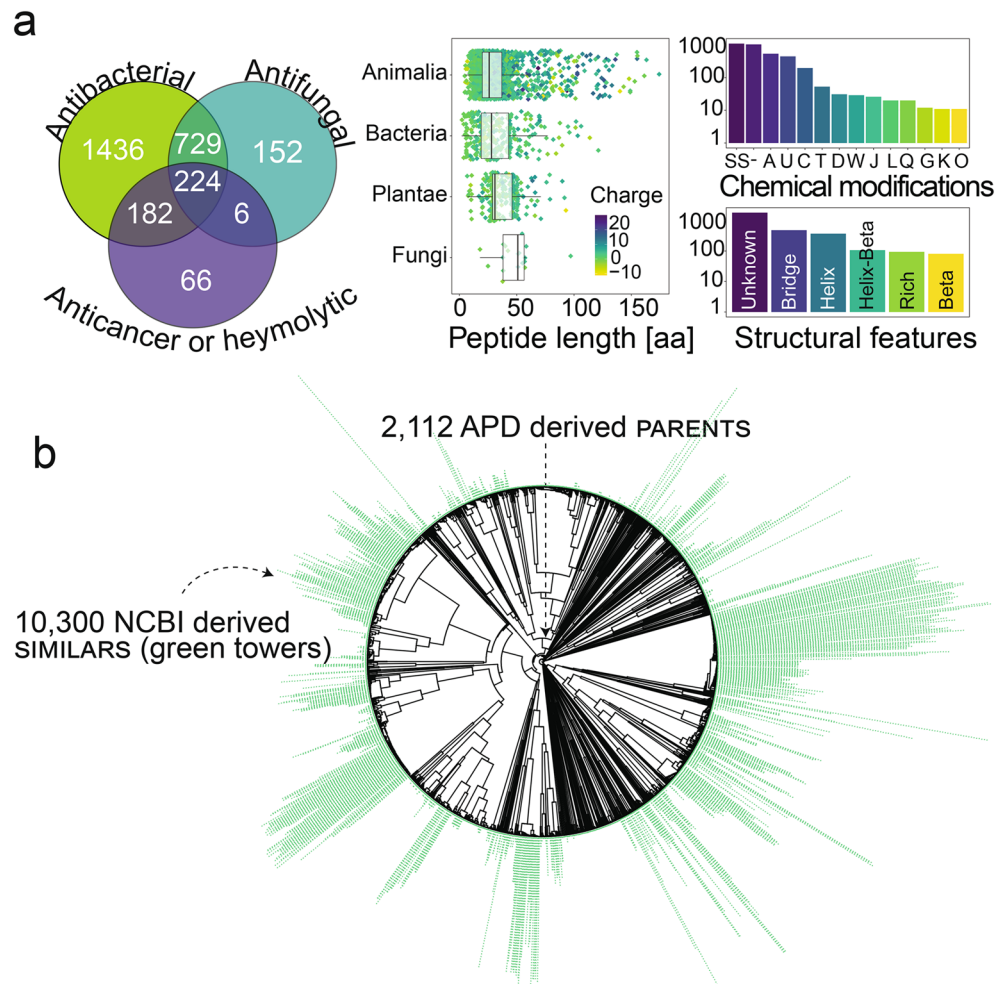 a
Antibacterial
Antifungal
1436
729
152
224
182
6
66
Anticancer or heymolytic
Animalia
Bacteria
Plantae
Fungi
Charge
20
10
0
−10
0 50 100 150
Peptide length [aa]
1000
100
10
1
SS - A U C T D W J L Q G K O
Chemical modifications
1000
100
10
1
Unknown
Bridge
Helix
Helix-Beta
Rich
Beta
Structural features
b
2,112 APD derived PARENTS
10,300 NCBI derived
SIMILARS (green towers)